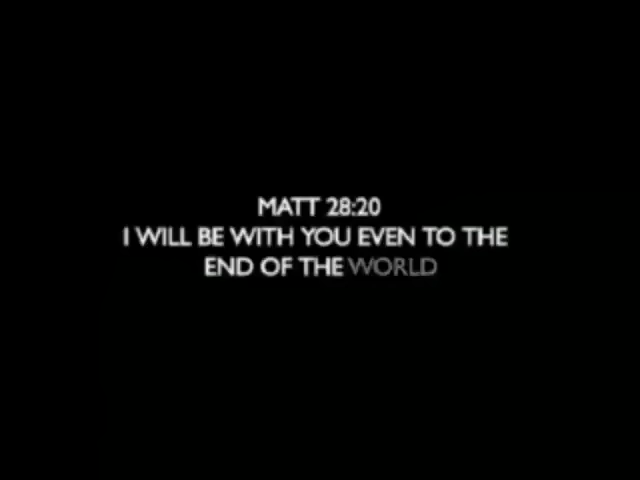 MATT 28:20
I WILL BE WITH YOU EVEN TO THE
END OF THE WORLD